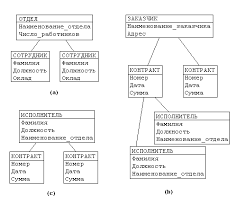 ОТДЕЛ
Наименование_отдела
Число_работников
СОТРУДНИК
Фамилия
Должность
Оклад
СОТРУДНИК
Фамилия
Должность
Оклад
(a)
ЗАКАЗЧИК
Наименование_заказчика
Адрес
КОНТРАКТ
Номер
Дата
Сумма
КОНТРАКТ
Номер
Дата
Сумма
ИСПОЛНИТЕЛЬ
Фамилия
Должность
Наименование_отдела
ИСПОЛНИТЕЛЬ
Фамилия
Должность
Наименование_отдела
(b)
ИСПОЛНИТЕЛЬ
Фамилия
Должность
Наименование_отдела
КОНТРАКТ
Номер
Дата
Сумма
КОНТРАКТ
Номер
Дата
Сумма
(c)